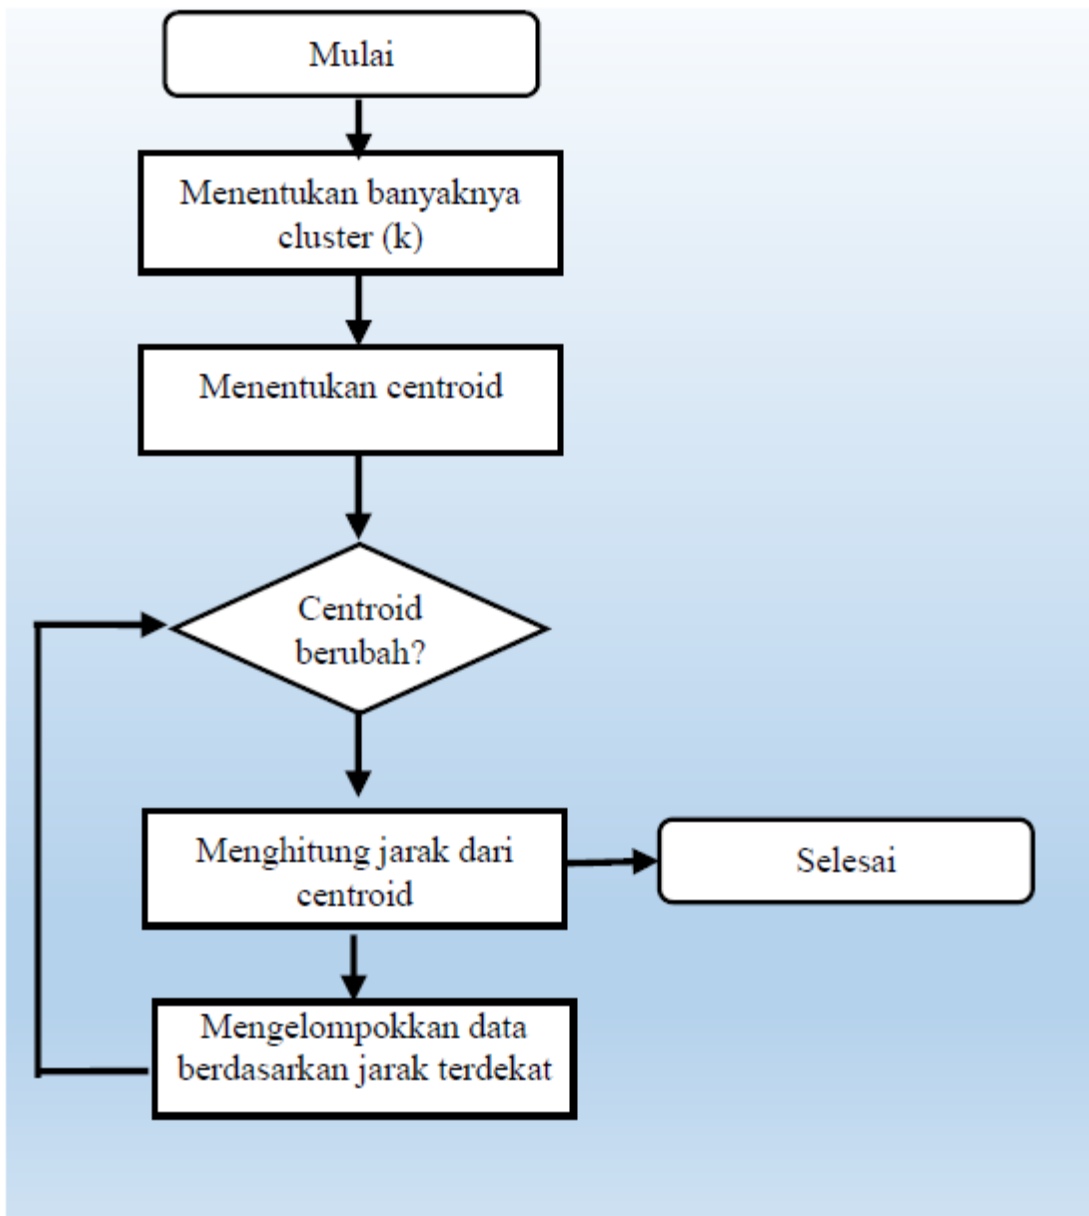 Mulai
Menentukan banyaknya
cluster (k)
Menentukan centroid
Centroid
berubah?
Menghitung jarak dari
centroid
Selesai
Mengelompokkan data
berdasarkan jarak terdekat